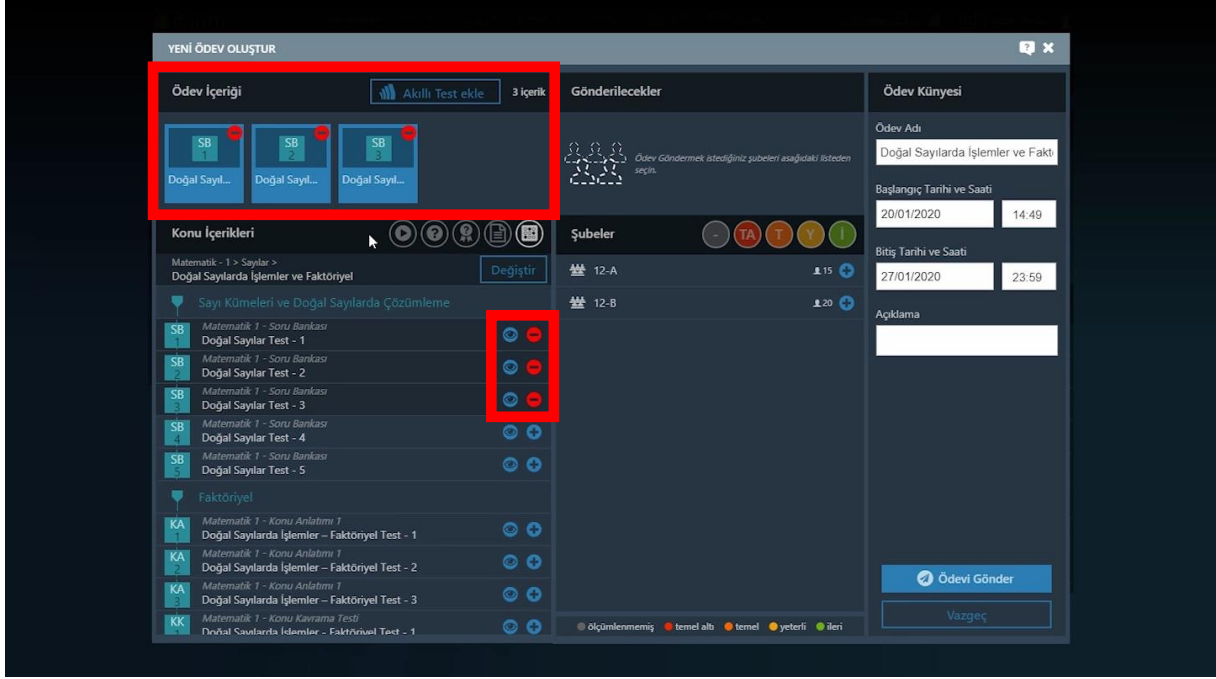 YENİ ÖDEV OLUŞTUR
Ödev İçeriği
Akıllı Test ekle
3 içerik
SB
1
Doğal Sayıl...
SB
2
Doğal Sayıl...
SB
3
Doğal Sayıl...
Konu İçerikleri
Matematik - 1 > Sayılar >
Doğal Sayılarda İşlemler ve Faktöriyel
Değiştir
Sayı Kümeleri ve Doğal Sayılarda Çözümleme
SB
1
Matematik 1 - Soru Bankası
Doğal Sayılar Test - 1
SB
2
Matematik 1 - Soru Bankası
Doğal Sayılar Test - 2
SB
3
Matematik 1 - Soru Bankası
Doğal Sayılar Test - 3
SB
4
Matematik 1 - Soru Bankası
Doğal Sayılar Test - 4
SB
5
Matematik 1 - Soru Bankası
Doğal Sayılar Test - 5
Faktöriyel
KA
1
Matematik 1 - Konu Anlatımı 1
Doğal Sayılarda İşlemler – Faktöriyel Test - 1
KA
2
Matematik 1 - Konu Anlatımı 1
Doğal Sayılarda İşlemler – Faktöriyel Test - 2
KA
3
Matematik 1 - Konu Anlatımı 1
Doğal Sayılarda İşlemler – Faktöriyel Test - 3
KK
1
Matematik 1 - Konu Kavrama Testi
Doğal Sayılarda İşlemler - Faktöriyel Test - 1
Gönderilecekler
Ödev Göndermek istediğiniz şubeleri asağıdaki listeden
seçin.
Şubeler
- TA T Y İ
12-A
15
12-B
20
ölçümlenmemiş temel altı temel yeterli ileri
Ödev Künyesi
Ödev Adı
Doğal Sayılarda İşlemler ve Fakt
Başlangıç Tarihi ve Saati
20/01/2020
14:49
Bitiş Tarihi ve Saati
27/01/2020
23:59
Açıklama
Ödevi Gönder
Vazgeç